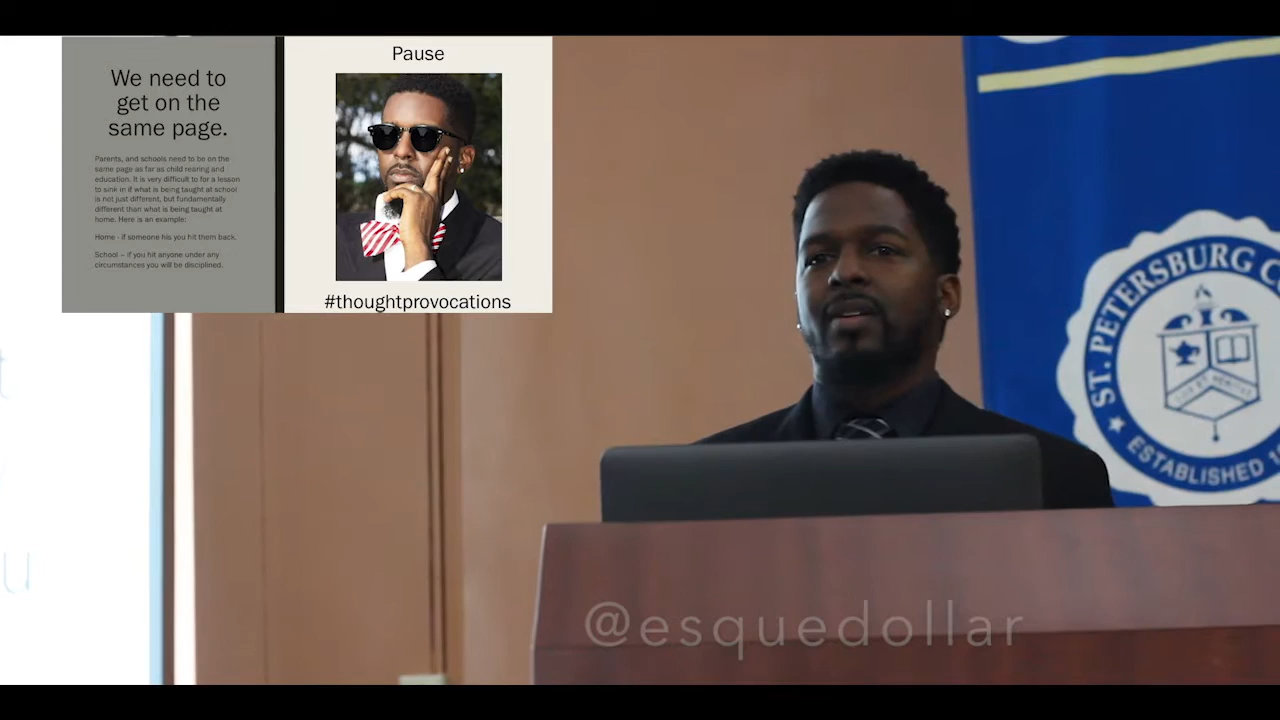 We need to
get on the
same page.
Parents, and schools need to be on the
same page as far as child rearing and
education. It is very difficult to for a lesson
to sink in if what is being taught at school
is not just different, but fundamentally
different than what is being taught at
home. Here is an example:
Home - if someone his you hit them back.
School – if you hit anyone under any
circumstances you will be disciplined.
Pause
#thoughtprovocations
ST. PETERSBURG CO
ESTABLISHED 1
@esquedollar